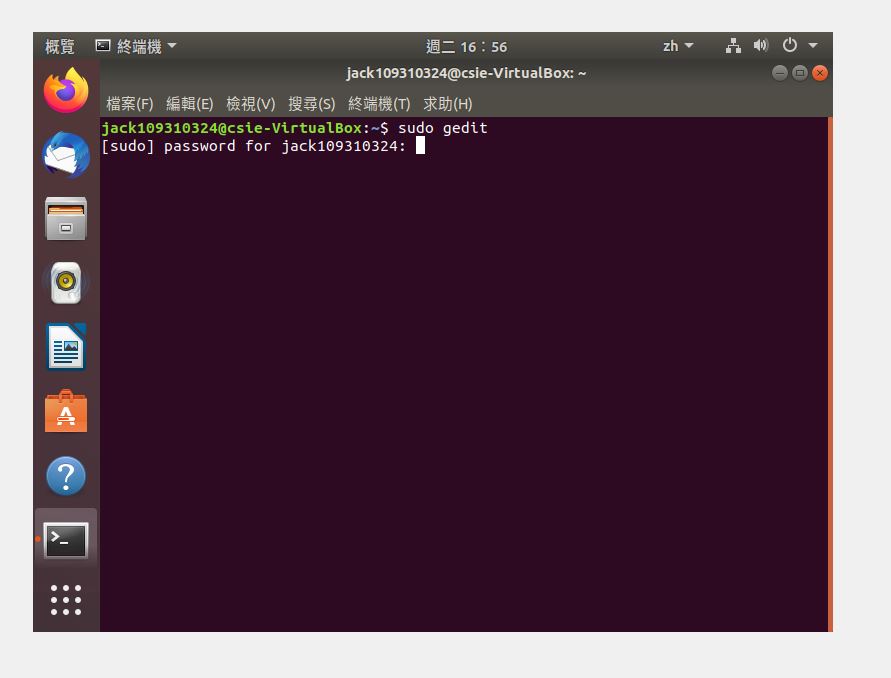 概覽 終端機 週二 16：56 zh
jack109310324@csie-VirtualBox: ~
檔案(F) 編輯(E) 檢視(V) 搜尋(S) 終端機(T) 求助(H)
jack109310324@csie-VirtualBox:~$ sudo gedit
[sudo] password for jack109310324: